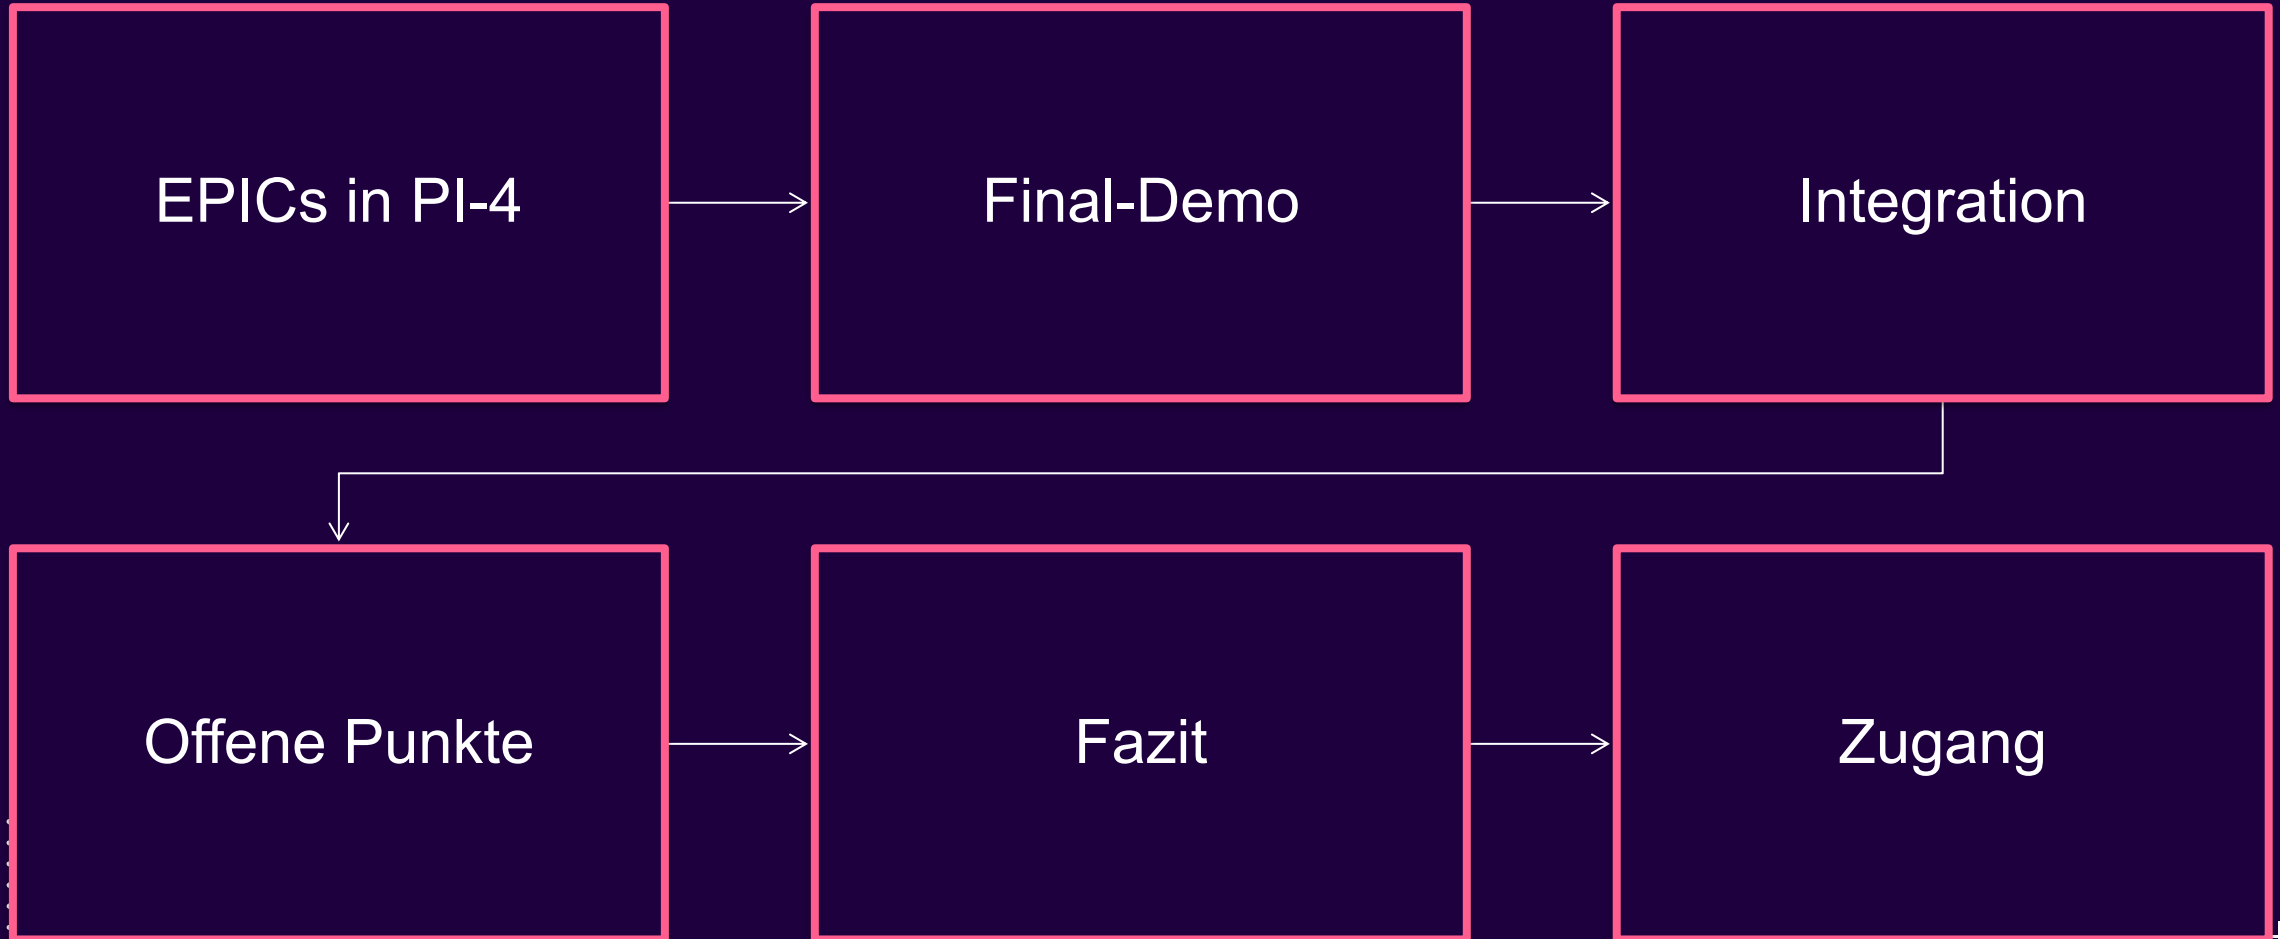 EPICs in PI-4
Final-Demo
Integration
Offene Punkte
Fazit
Zugang